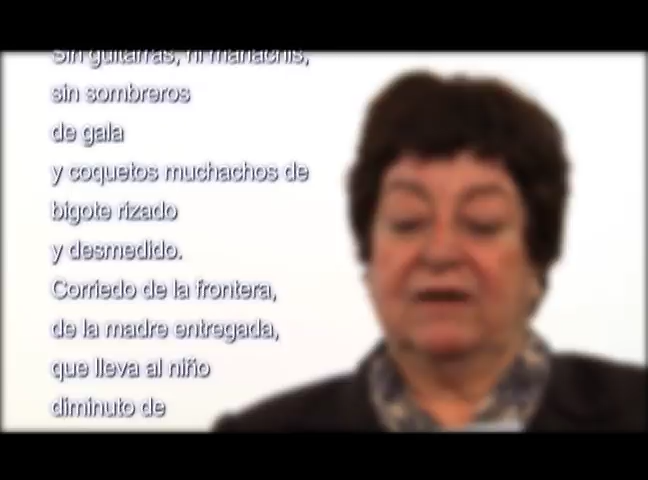 Sin guitarras, ni mariachis,
sin sombreros
de gala
y coquetos muchachos de
bigote rizado
y desmedido.
Corriedo de la frontera,
de la madre entregada,
que lleva al niño
diminuto de